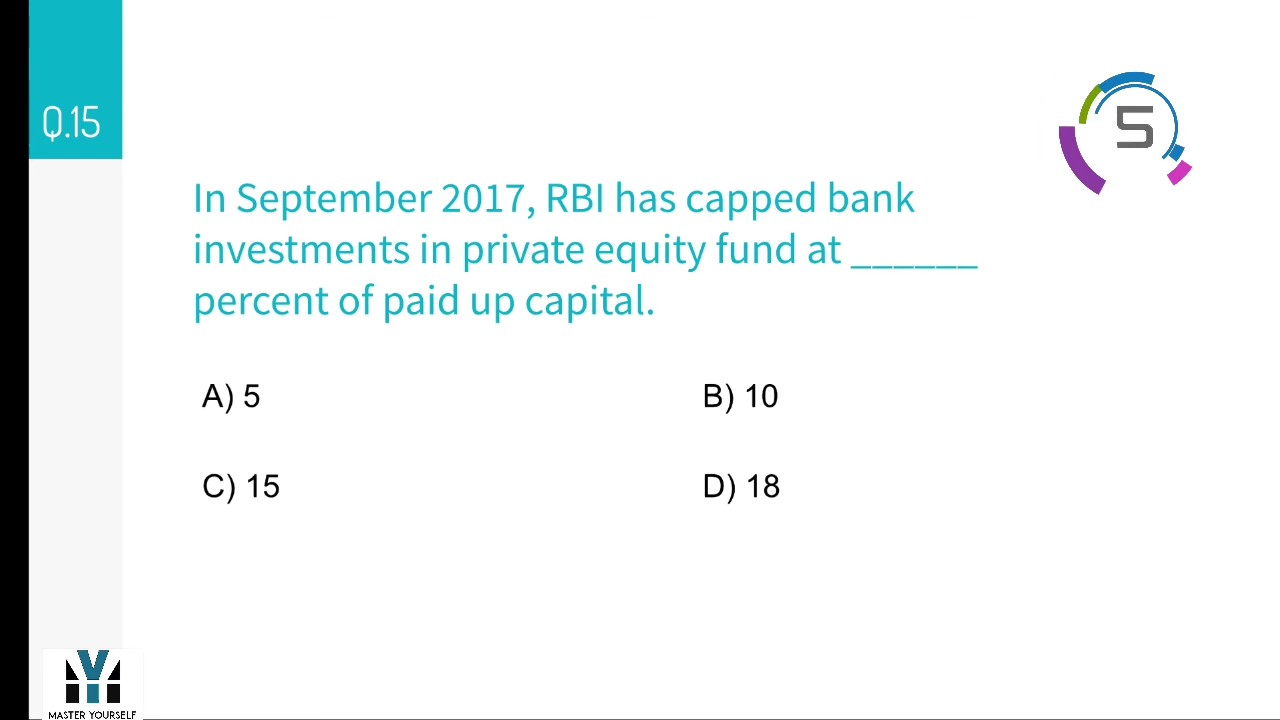 Q.15
5
In September 2017, RBI has capped bank
investments in private equity fund at ______
percent of paid up capital.
A) 5
B) 10
C) 15
D) 18
MASTER YOURSELF